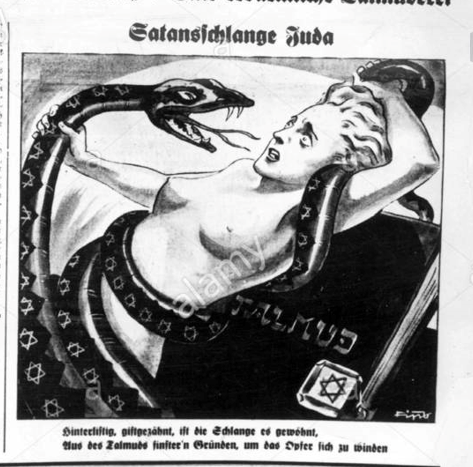 Satansschlange Juda
alamy
TALMUD
Fips
Hinterlistig, giftgezähnt, ist die Schlange es gewöhnt,
Aus des Talmuds finster'n Gründen, um das Opfer sich zu winden